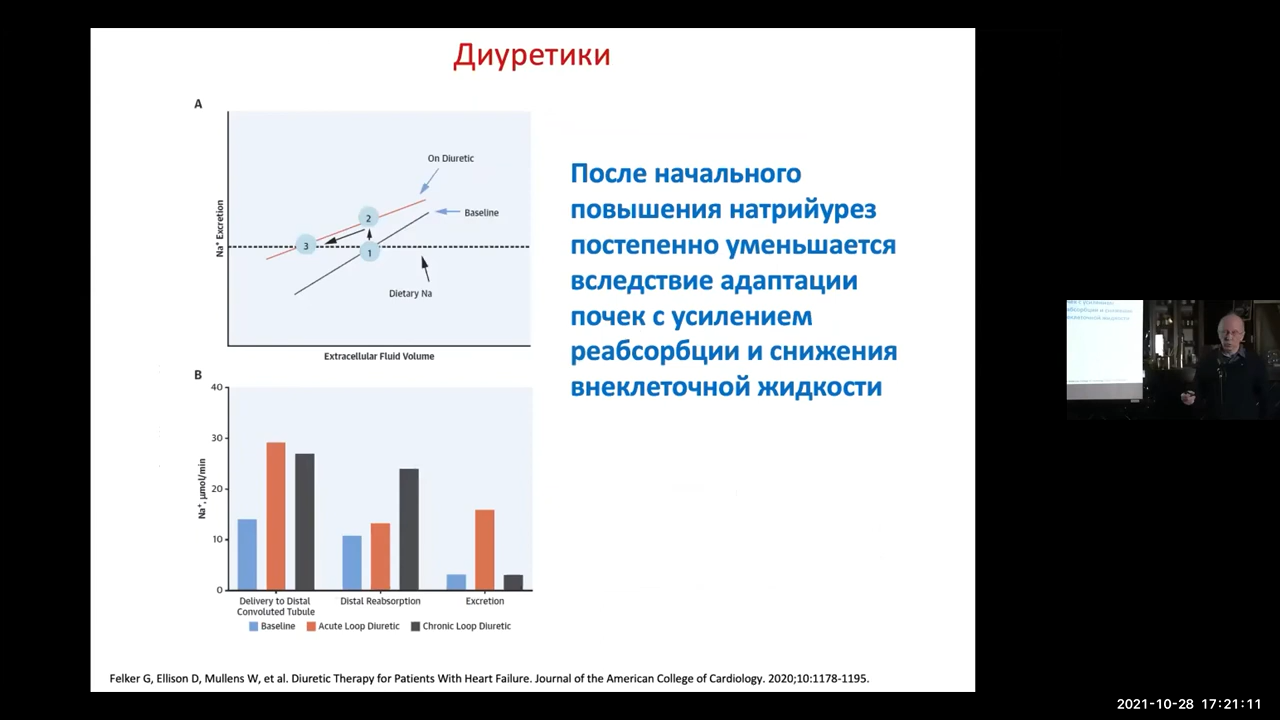 Диуретики
A
On Diuretic
Baseline
Na⁺ Excretion
2
3
1
Dietary Na
Extracellular Fluid Volume
B
40
30
20
10
0
Na⁺, µmol/min
Delivery to Distal
Convoluted Tubule
Distal Reabsorption
Excretion
Baseline
Acute Loop Diuretic
Chronic Loop Diuretic
После начального
повышения натрийурез
постепенно уменьшается
вследствие адаптации
почек с усилением
реабсорбции и снижения
внеклеточной жидкости
Felker G, Ellison D, Mullens W, et al. Diuretic Therapy for Patients With Heart Failure. Journal of the American College of Cardiology. 2020;10:1178-1195.
2021-10-28 17:21:11